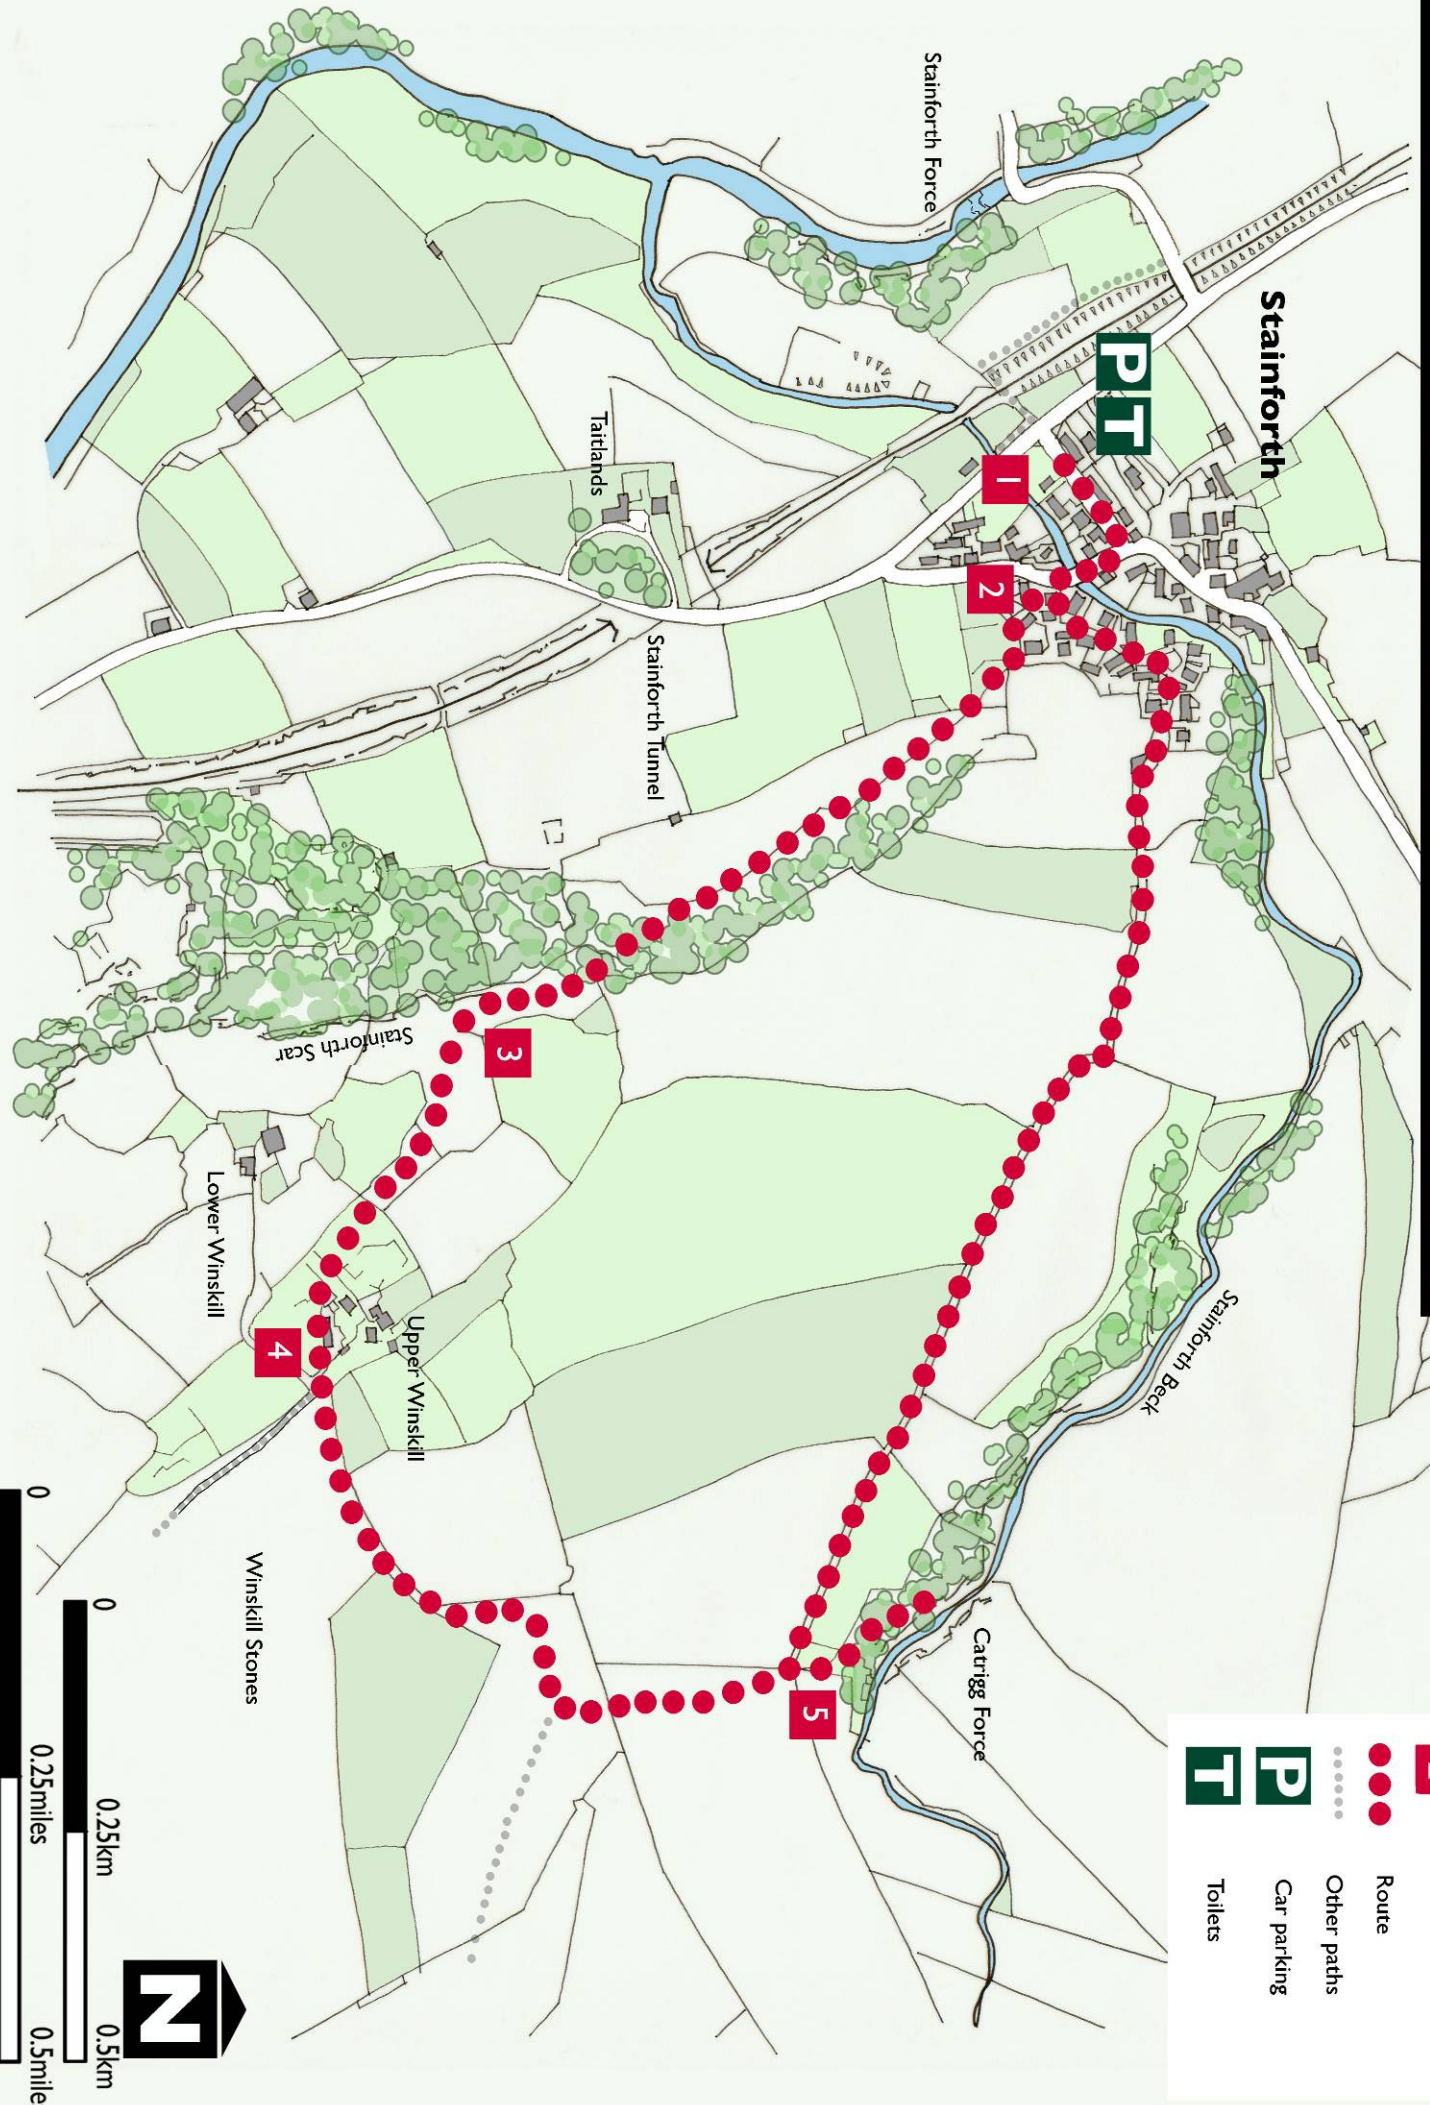 Stainforth
P T
Stainforth Force
1
2
Taitlands
Stainforth Tunnel
3
Stainforth Scar
Lower Winskill
Upper Winskill
4
Stainforth Beck
Catrigg Force
5
Winskill Stones
Route
Other paths
P Car parking
T Toilets
0 0.25km 0.5km
0 0.25miles 0.5mile
N